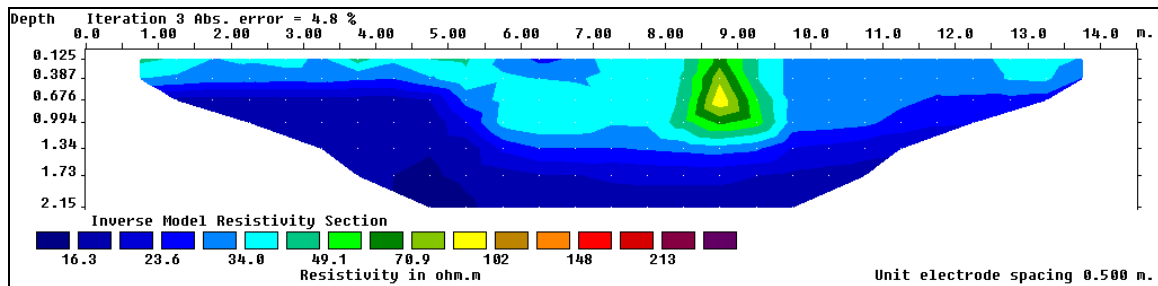 Depth Iteration 3 Abs. error = 4.8 %
0.0 1.00 2.00 3.00 4.00 5.00 6.00 7.00 8.00 9.00 10.0 11.0 12.0 13.0 14.0 m.
0.125
0.387
0.676
0.994
1.34
1.73
2.15
Inverse Model Resistivity Section
16.3 23.6 34.0 49.1 70.9 102 148 213
Resistivity in ohm.m Unit electrode spacing 0.500 m.